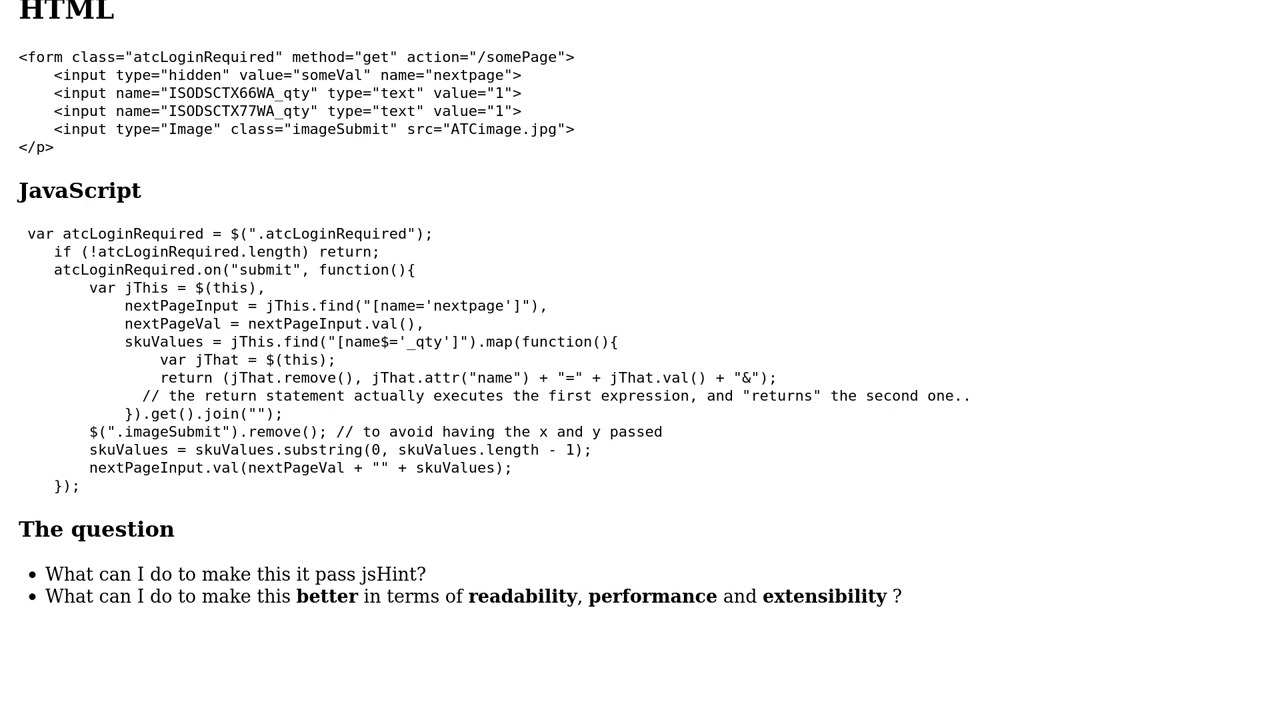 HTML
<form class="atcLoginRequired" method="get" action="/somePage">
    <input type="hidden" value="someVal" name="nextpage">
    <input name="ISODSCTX66WA_qty" type="text" value="1">
    <input name="ISODSCTX77WA_qty" type="text" value="1">
    <input type="Image" class="imageSubmit" src="ATCimage.jpg">
</p>
JavaScript
 var atcLoginRequired = $(".atcLoginRequired");
    if (!atcLoginRequired.length) return;
    atcLoginRequired.on("submit", function(){
        var jThis = $(this),
            nextPageInput = jThis.find("[name='nextpage']"),
            nextPageVal = nextPageInput.val(),
            skuValues = jThis.find("[name$='_qty']").map(function(){
                var jThat = $(this);
                return (jThat.remove(), jThat.attr("name") + "=" + jThat.val() + "&");
              // the return statement actually executes the first expression, and "returns" the second one..
            }).get().join("");
        $(".imageSubmit").remove(); // to avoid having the x and y passed
        skuValues = skuValues.substring(0, skuValues.length - 1);
        nextPageInput.val(nextPageVal + "" + skuValues);
    });
The question
• What can I do to make this it pass jsHint?
• What can I do to make this better in terms of readability, performance and extensibility ?